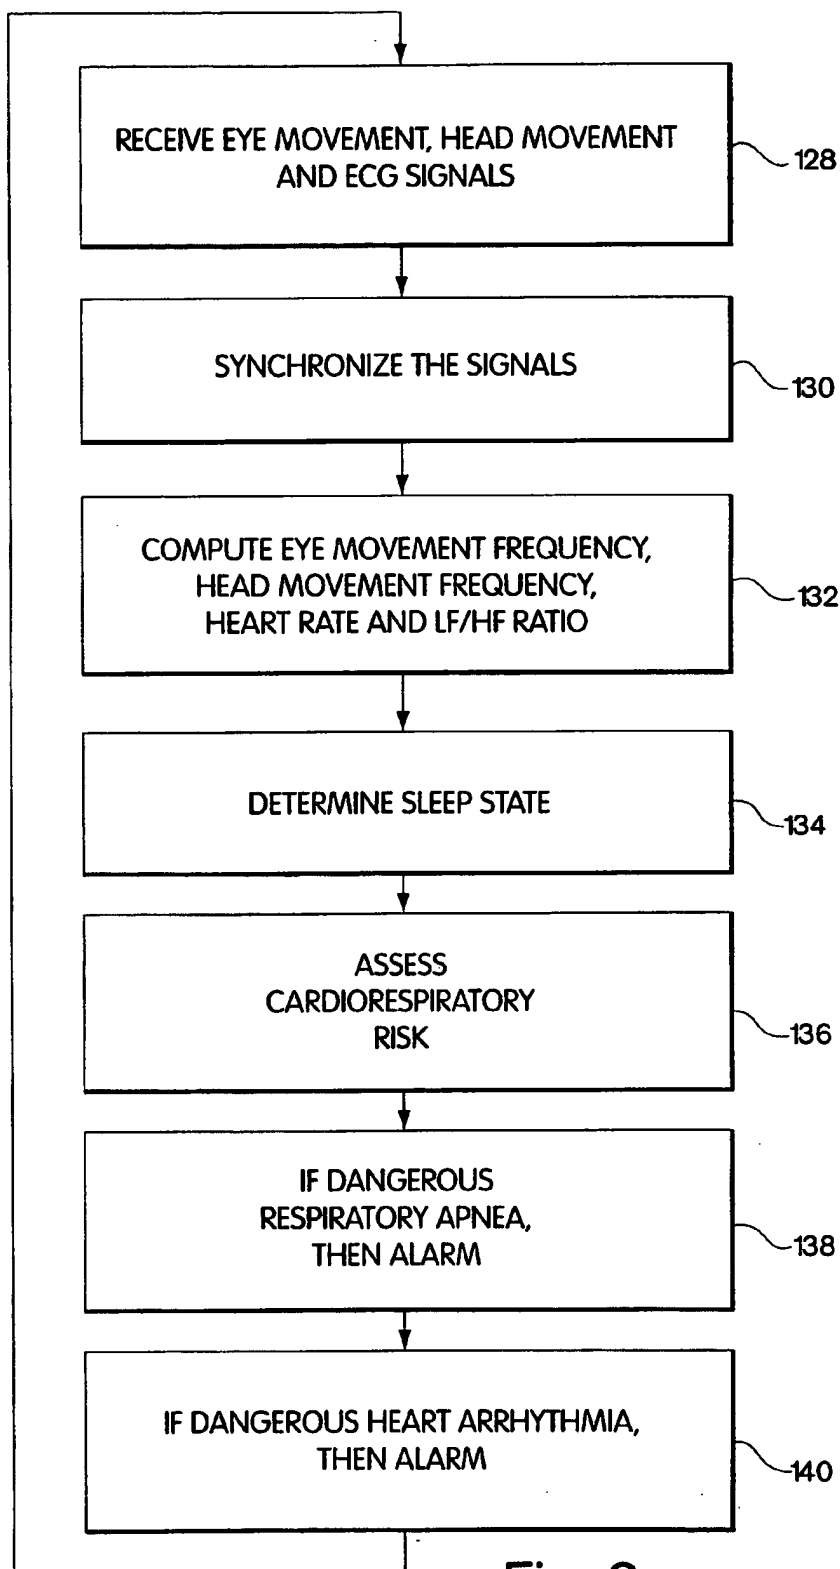 RECEIVE EYE MOVEMENT, HEAD MOVEMENT
AND ECG SIGNALS
128
SYNCHRONIZE THE SIGNALS
130
COMPUTE EYE MOVEMENT FREQUENCY,
HEAD MOVEMENT FREQUENCY,
HEART RATE AND LF/HF RATIO
132
DETERMINE SLEEP STATE
134
ASSESS
CARDIORESPIRATORY
RISK
136
IF DANGEROUS
RESPIRATORY APNEA,
THEN ALARM
138
IF DANGEROUS HEART ARRHYTHMIA,
THEN ALARM
140